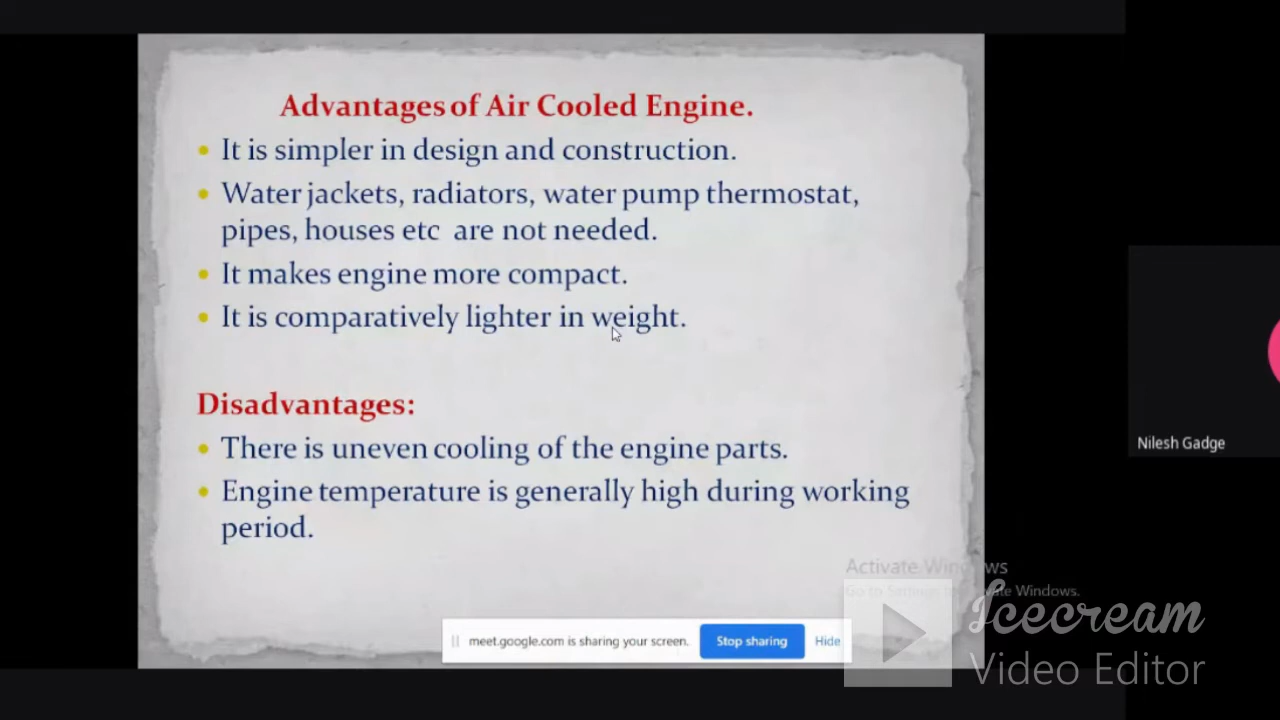 Advantages of Air Cooled Engine.
It is simpler in design and construction.
Water jackets, radiators, water pump thermostat,
pipes, houses etc are not needed.
It makes engine more compact.
It is comparatively lighter in weight.
Disadvantages:
There is uneven cooling of the engine parts.
Engine temperature is generally high during working
period.
Nilesh Gadge
Activate Windows
Go to Settings to activate Windows.
meet.google.com is sharing your screen. Stop sharing Hide
Icecream
Video Editor